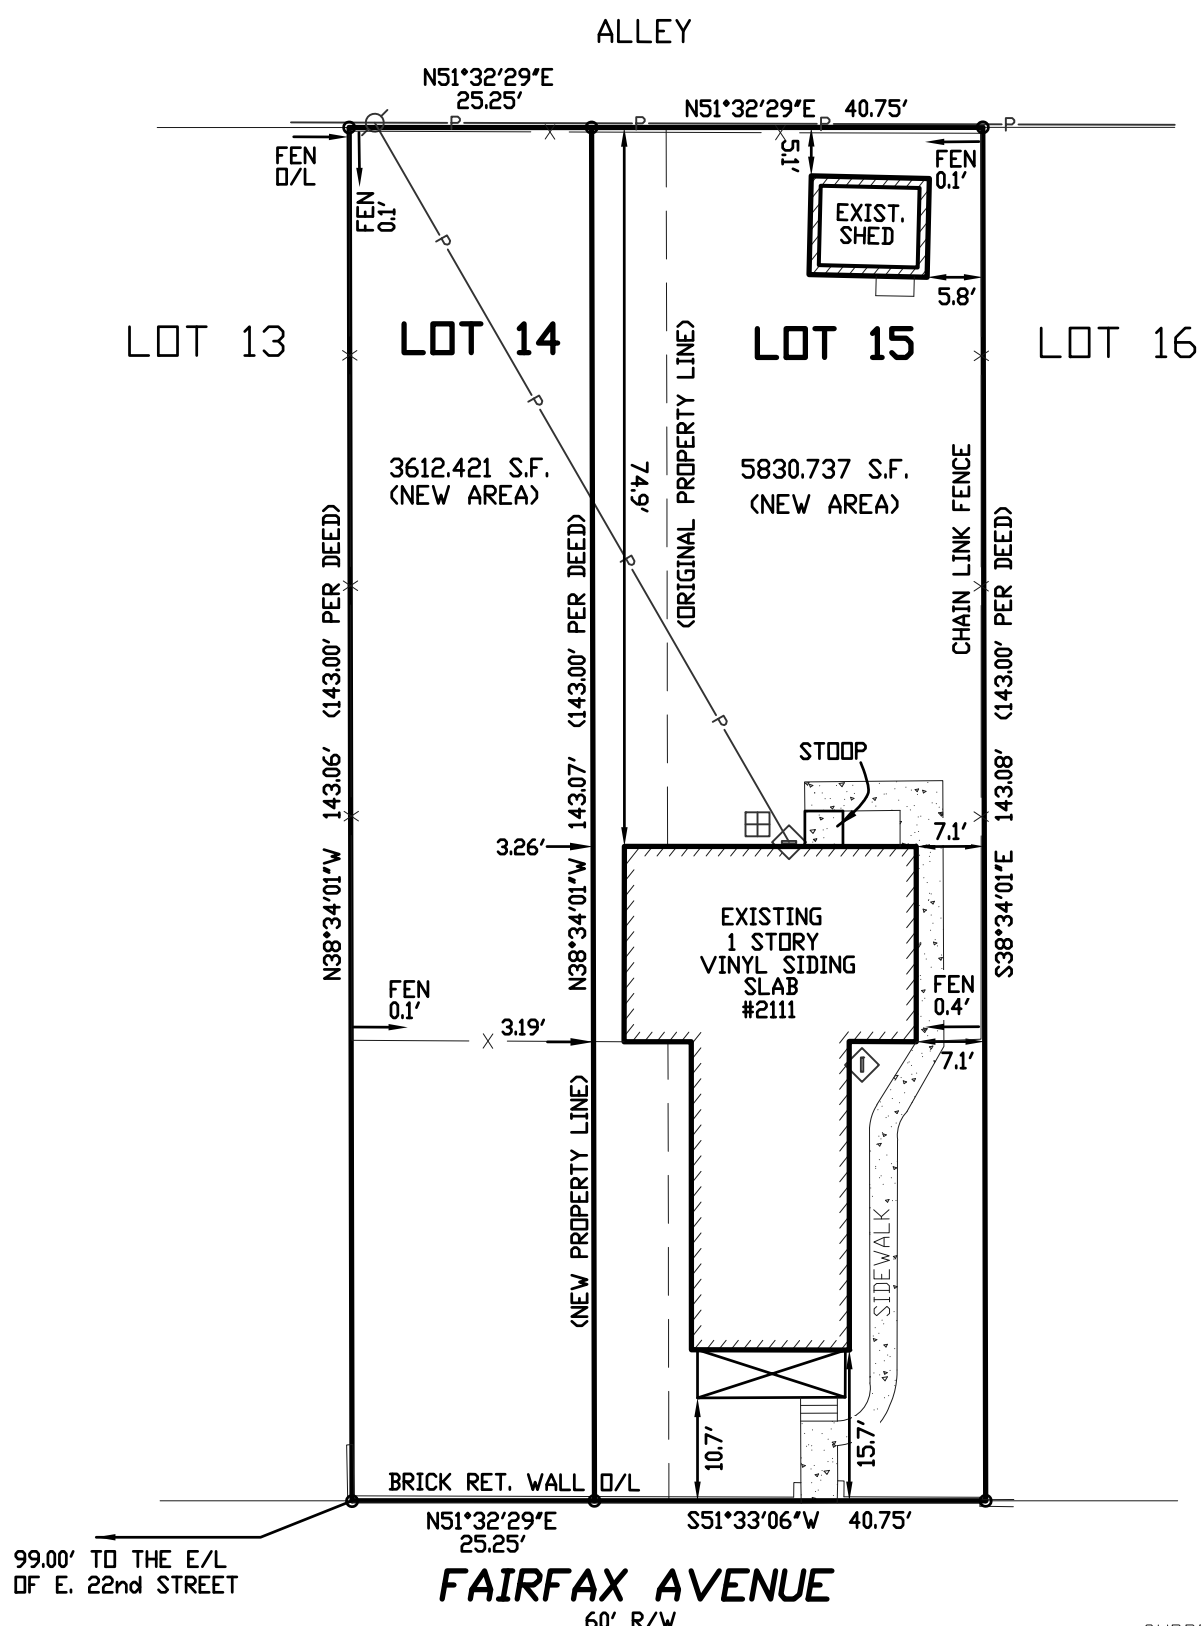 ALLEY
N51°32'29"E
25.25'
N51°32'29"E 40.75'
P
P
P
P
FEN
O/L
FEN
0.1'
5.1'
FEN
0.1'
EXIST.
SHED
5.8'
P
LOT 13
LOT 14
LOT 15
LOT 16
P
3612.421 S.F.
(NEW AREA)
5830.737 S.F.
(NEW AREA)
74.9'
(ORIGINAL PROPERTY LINE)
CHAIN LINK FENCE
P
P
N38°34'01"W 143.06' (143.00' PER DEED)
N38°34'01"W 143.07' (143.00' PER DEED)
S38°34'01"E 143.08' (143.00' PER DEED)
STOOP
3.26'
7.1'
EXISTING
1 STORY
VINYL SIDING
SLAB
#2111
FEN
0.1'
FEN
0.4'
3.19'
7.1'
(NEW PROPERTY LINE)
SIDEWALK
10.7'
15.7'
BRICK RET. WALL O/L
N51°32'29"E
25.25'
S51°33'06"W 40.75'
99.00' TO THE E/L
OF E. 22nd STREET
FAIRFAX AVENUE
60' R/W